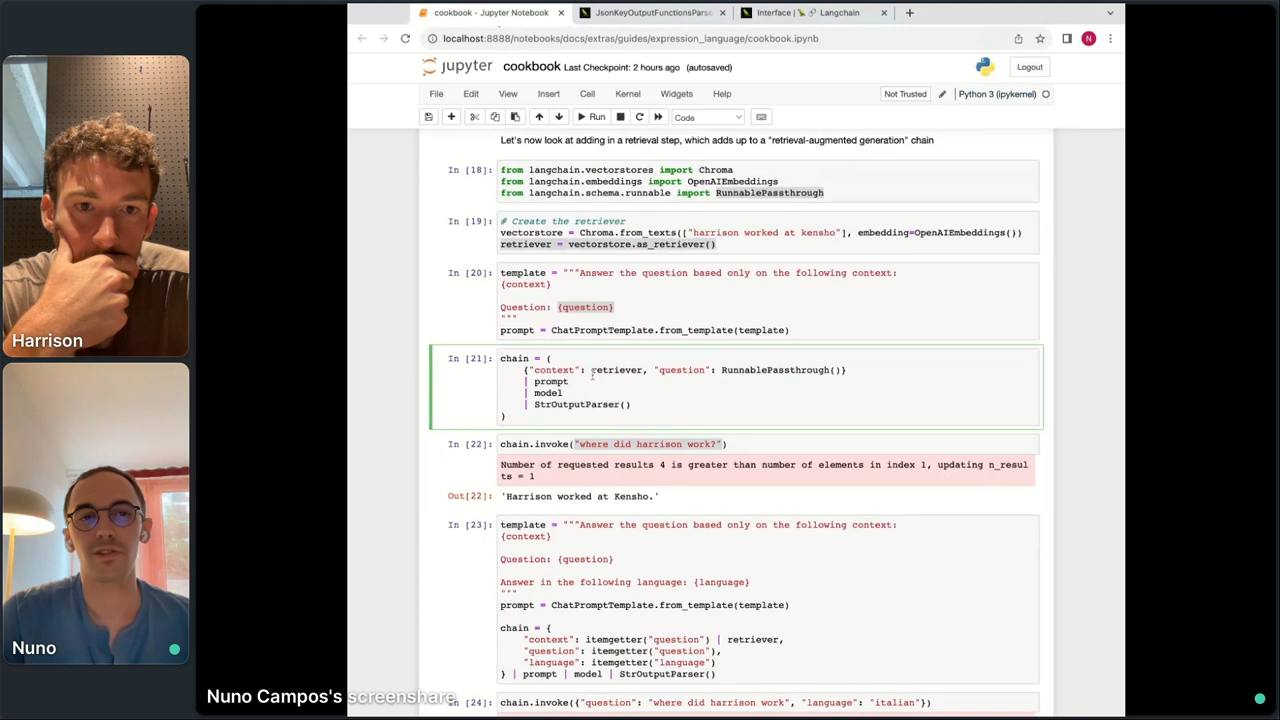 cookbook - Jupyter Notebook
JsonKeyOutputFunctionsParse
Interface | Langchain
localhost:8888/notebooks/docs/extras/guides/expression_language/cookbook.ipynb
N
jupyter cookbook Last Checkpoint: 2 hours ago (autosaved)
Logout
File Edit View Insert Cell Kernel Widgets Help
Not Trusted
Python 3 (ipykernel)
Run
Code
Let's now look at adding in a retrieval step, which adds up to a "retrieval-augmented generation" chain
In [18]: from langchain.vectorstores import Chroma
from langchain.embeddings import OpenAIEmbeddings
from langchain.schema.runnable import RunnablePassthrough
In [19]: # Create the retriever
vectorstore = Chroma.from_texts(["harrison worked at kensho"], embedding=OpenAIEmbeddings())
retriever = vectorstore.as_retriever()
In [20]: template = """Answer the question based only on the following context:
{context}
Question: {question}
"""
prompt = ChatPromptTemplate.from_template(template)
In [21]: chain = (
{"context": retriever, "question": RunnablePassthrough()}
| prompt
| model
| StrOutputParser()
)
In [22]: chain.invoke("where did harrison work?")
Number of requested results 4 is greater than number of elements in index 1, updating n_resul
ts = 1
Out[22]: 'Harrison worked at Kensho.'
In [23]: template = """Answer the question based only on the following context:
{context}
Question: {question}
Answer in the following language: {language}
"""
prompt = ChatPromptTemplate.from_template(template)
chain = {
"context": itemgetter("question") | retriever,
"question": itemgetter("question"),
"language": itemgetter("language")
} | prompt | model | StrOutputParser()
In [24]: chain.invoke({"question": "where did harrison work", "language": "italian"})
Harrison
Nuno
Nuno Campos's screenshare